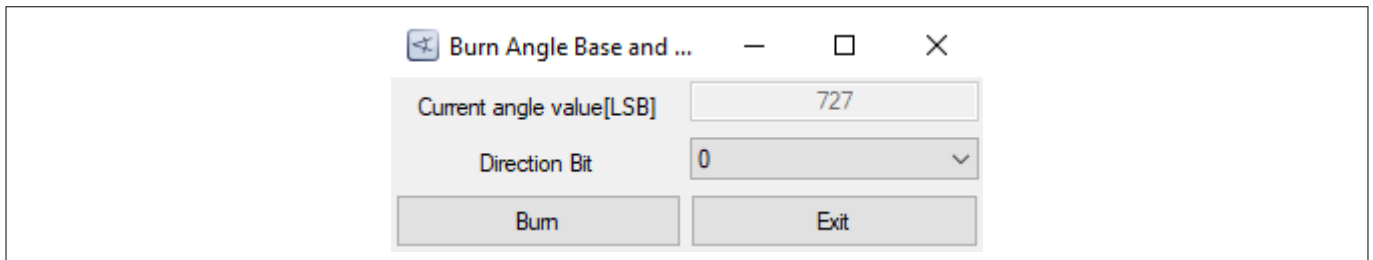 Burn Angle Base and ...
Current angle value[LSB] 727
Direction Bit 0
Burn Exit